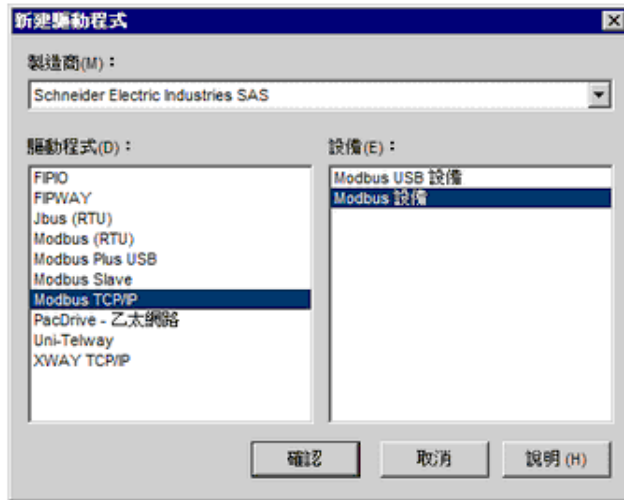 新建驅動程式
製造商(M)：
Schneider Electric Industries SAS
驅動程式(D)：
FIPIO
FIPWAY
Jbus (RTU)
Modbus (RTU)
Modbus Plus USB
Modbus Slave
Modbus TCP/IP
PacDrive - 乙太網路
Uni-Telway
XWAY TCP/IP
設備(E)：
Modbus USB 設備
Modbus 設備
確認
取消
說明 (H)